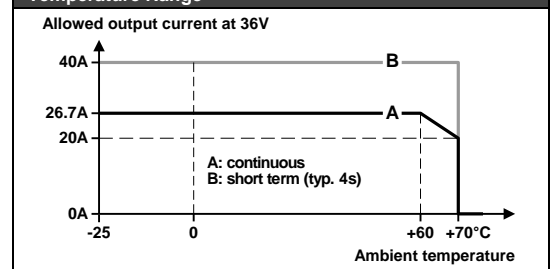 Temperature Range
Allowed output current at 36V
40A
B
26.7A
A
20A
A: continuous
B: short term (typ. 4s)
0A
-25
0
+60
+70°C
Ambient temperature